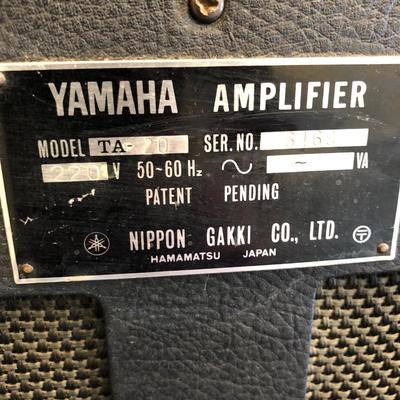 YAMAHA AMPLIFIER
MODEL TA-20 SER. NO.
220 V 50~60 Hz ~ VA
PATENT PENDING
NIPPON GAKKI CO., LTD.
HAMAMATSU JAPAN